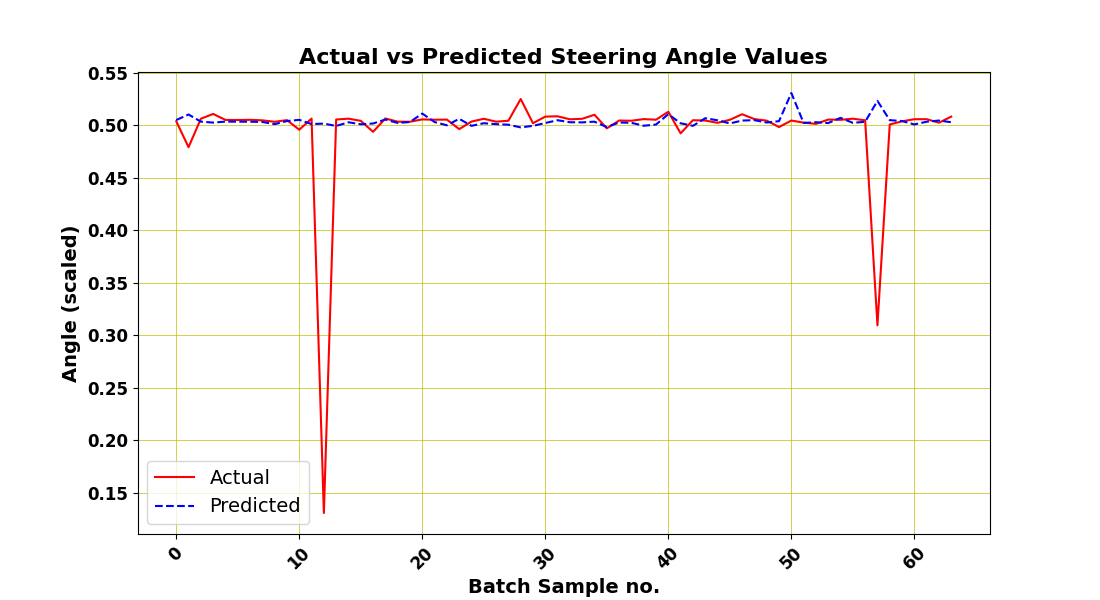 Actual vs Predicted Steering Angle Values
0.55
0.50
0.45
0.40
0.35
0.30
0.25
0.20
0.15
Angle (scaled)
Actual
Predicted
0 10 20 30 40 50 60
Batch Sample no.